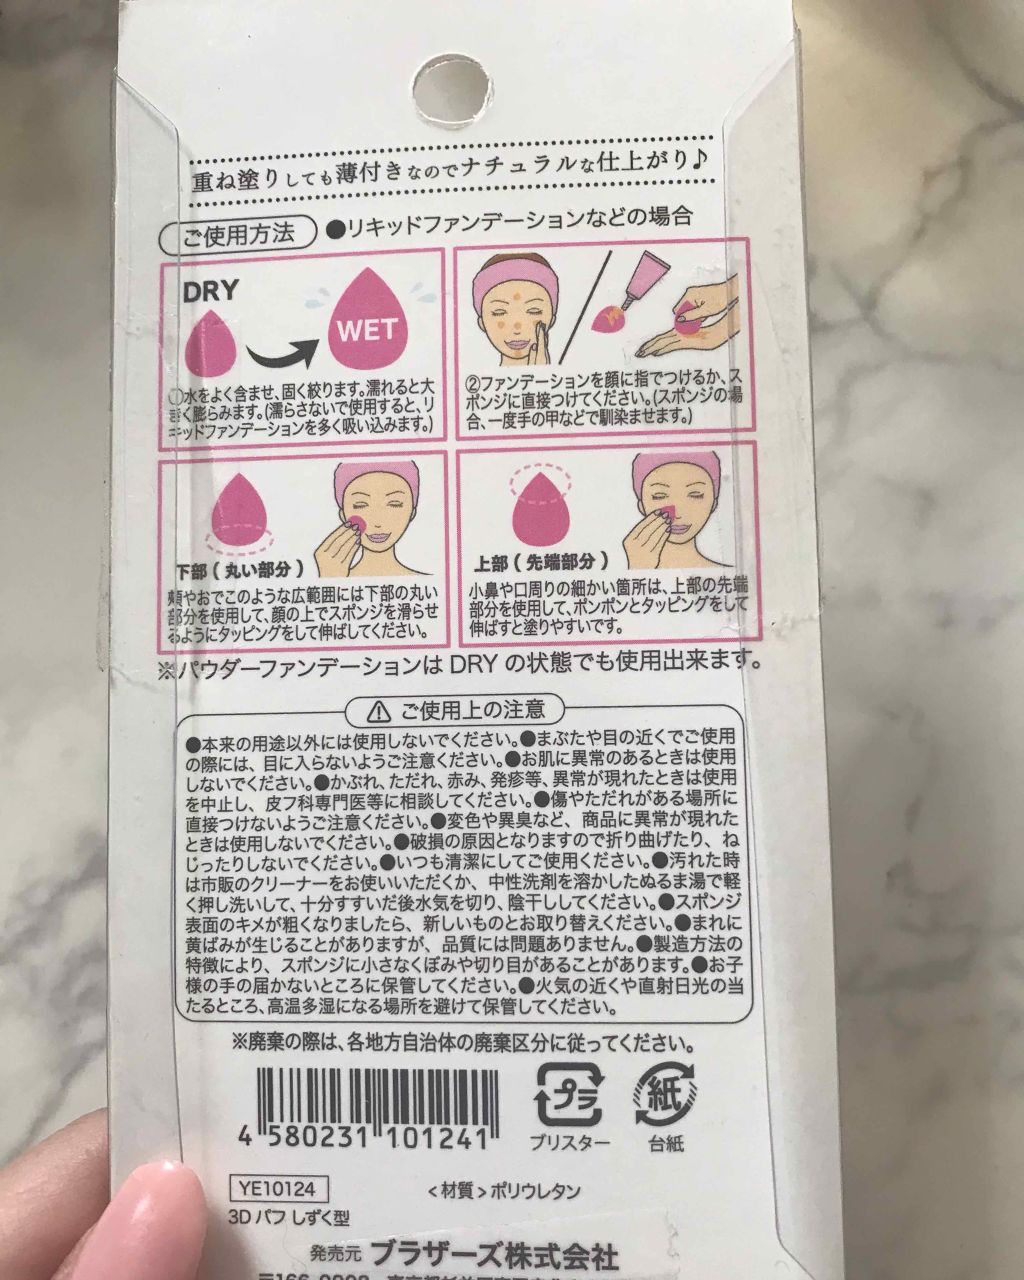 重ね塗りしても薄付きなのでナチュラルな仕上がり♪
ご使用方法 ●リキッドファンデーションなどの場合
DRY
WET
①水をよく含ませ、固く絞ります。濡れると大
きく膨らみます。(濡らさないで使用すると、リ
キッドファンデーションを多く吸い込みます。)
②ファンデーションを顔に指でつけるか、ス
ポンジに直接つけてください。(スポンジの場
合、一度手の甲などで馴染ませます。)
下部(丸い部分)
頬やおでこのような広範囲には下部の丸い
部分を使用して、顔の上でスポンジを滑らせ
るようにタッピングをして伸ばしてください。
上部(先端部分)
小鼻や口周りの細かい箇所は、上部の先端
部分を使用して、ポンポンとタッピングをして
伸ばすと塗りやすいです。
※パウダーファンデーションはDRYの状態でも使用出来ます。
⚠ ご使用上の注意
●本来の用途以外には使用しないでください。●まぶたや目の近くでご使用
の際には、目に入らないようご注意ください。●お肌に異常のあるときは使用
しないでください。●かぶれ、ただれ、赤み、発疹等、異常が現れたときは使用
を中止し、皮フ科専門医等に相談してください。●傷やただれがある場所に
直接つけないようご注意ください。●変色や異臭など、商品に異常が現れた
ときは使用しないでください。●破損の原因となりますので折り曲げたり、ね
じったりしないでください。●いつも清潔にしてご使用ください。●汚れた時
は市販のクリーナーをお使いいただくか、中性洗剤を溶かしたぬるま湯で軽
く押し洗いして、十分すすいだ後水気を切り、陰干ししてください。●スポンジ
表面のキメが粗くなりましたら、新しいものとお取り替えください。●まれに
黄ばみが生じることがありますが、品質には問題ありません。●製造方法の
特徴により、スポンジに小さなくぼみや切り目があることがあります。●お子
様の手の届かないところに保管してください。●火気の近くや直射日光の当
たるところ、高温多湿になる場所を避けて保管してください。
※廃棄の際は、各地方自治体の廃棄区分に従ってください。
4 580231 101241
プラ
ブリスター
紙
台紙
YE10124
<材質>ポリウレタン
3D パフ しずく型
発売元 ブラザーズ株式会社